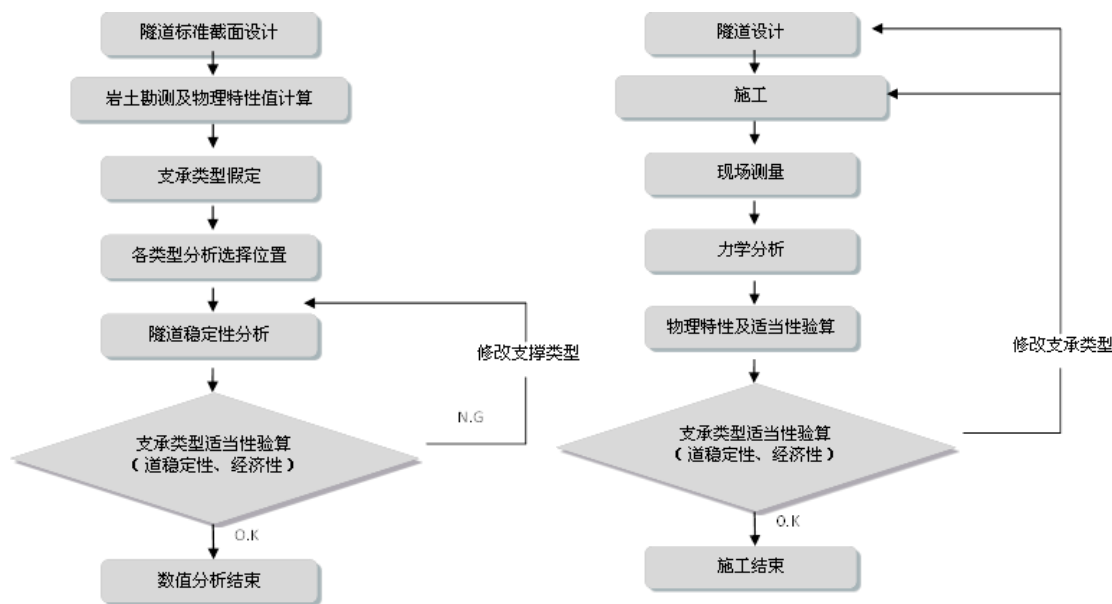 隧道标准截面设计
岩土勘测及物理特性值计算
支承类型假定
各类型分析选择位置
隧道稳定性分析
修改支撑类型
N.G
支承类型适当性验算
（道稳定性、经济性）
O.K
数值分析结束
隧道设计
施工
现场测量
力学分析
物理特性及适当性验算
修改支承类型
支承类型适当性验算
（道稳定性、经济性）
O.K
施工结束